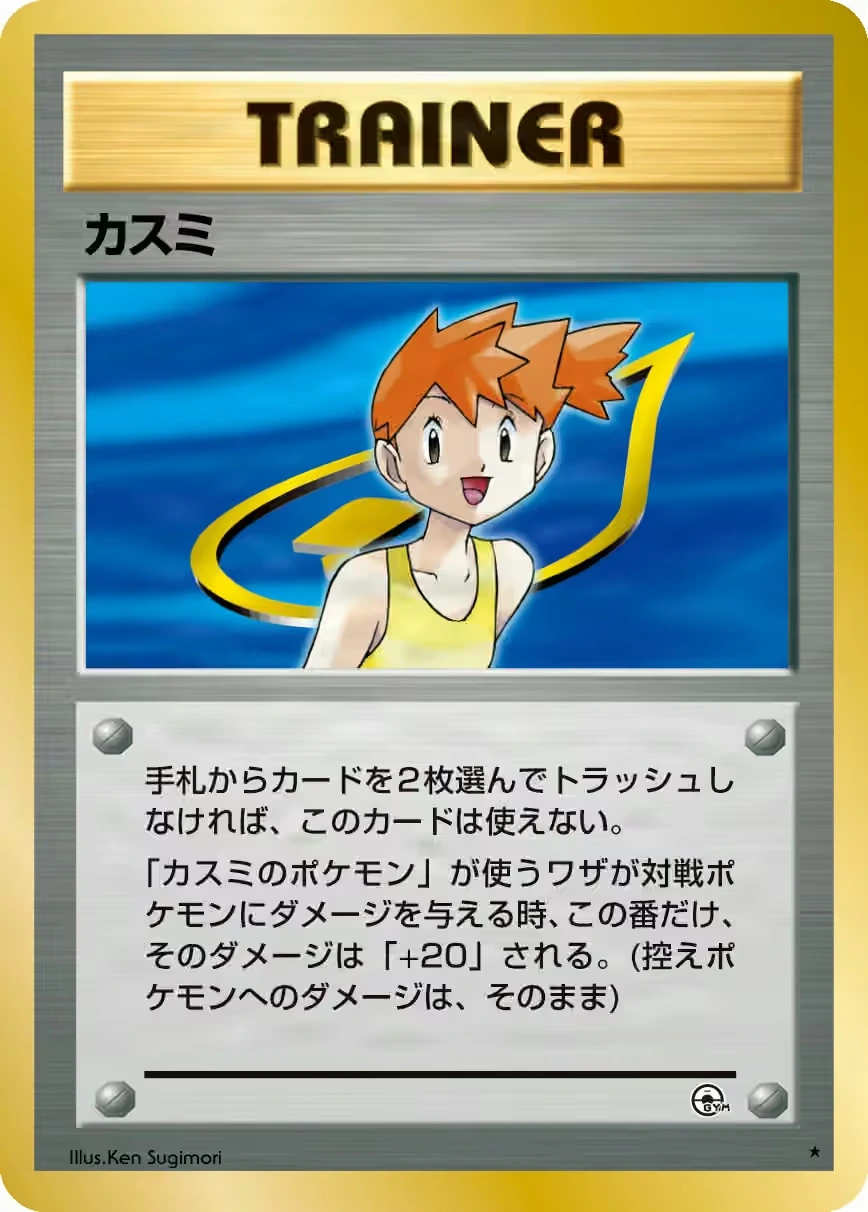 TRAINER
カスミ
手札からカードを2枚選んでトラッシュし
なければ、このカードは使えない。
「カスミのポケモン」が使うワザが対戦ポ
ケモンにダメージを与える時、この番だけ、
そのダメージは「+20」される。(控えポ
ケモンへのダメージは、そのまま)
GYM
Illus.Ken Sugimori ★